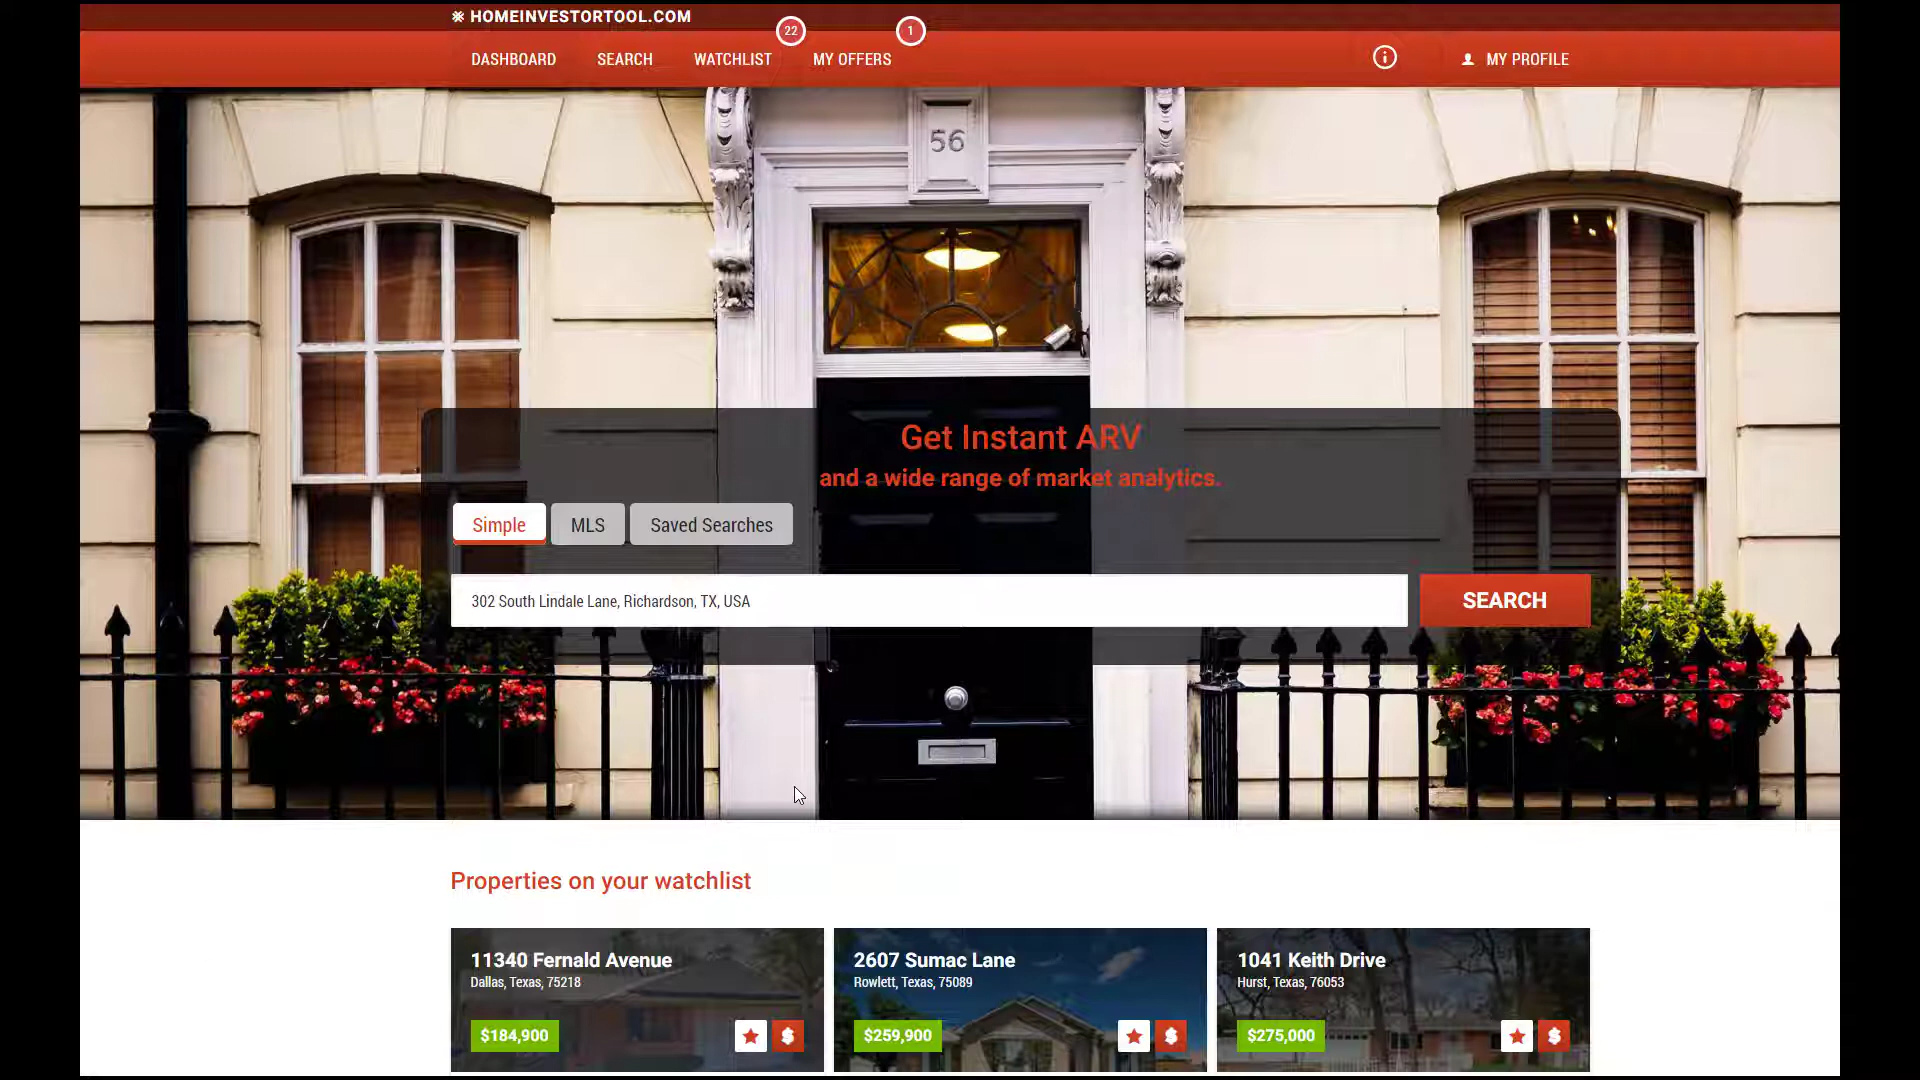 HOMEINVESTORTOOL.COM
22
1
DASHBOARD
SEARCH
WATCHLIST
MY OFFERS
MY PROFILE
56
Get Instant ARV
and a wide range of market analytics.
Simple
MLS
Saved Searches
302 South Lindale Lane, Richardson, TX, USA
SEARCH
Properties on your watchlist
11340 Fernald Avenue
Dallas, Texas, 75218
$184,900
$
2607 Sumac Lane
Rowlett, Texas, 75089
$259,900
$
1041 Keith Drive
Hurst, Texas, 76053
$275,000
$